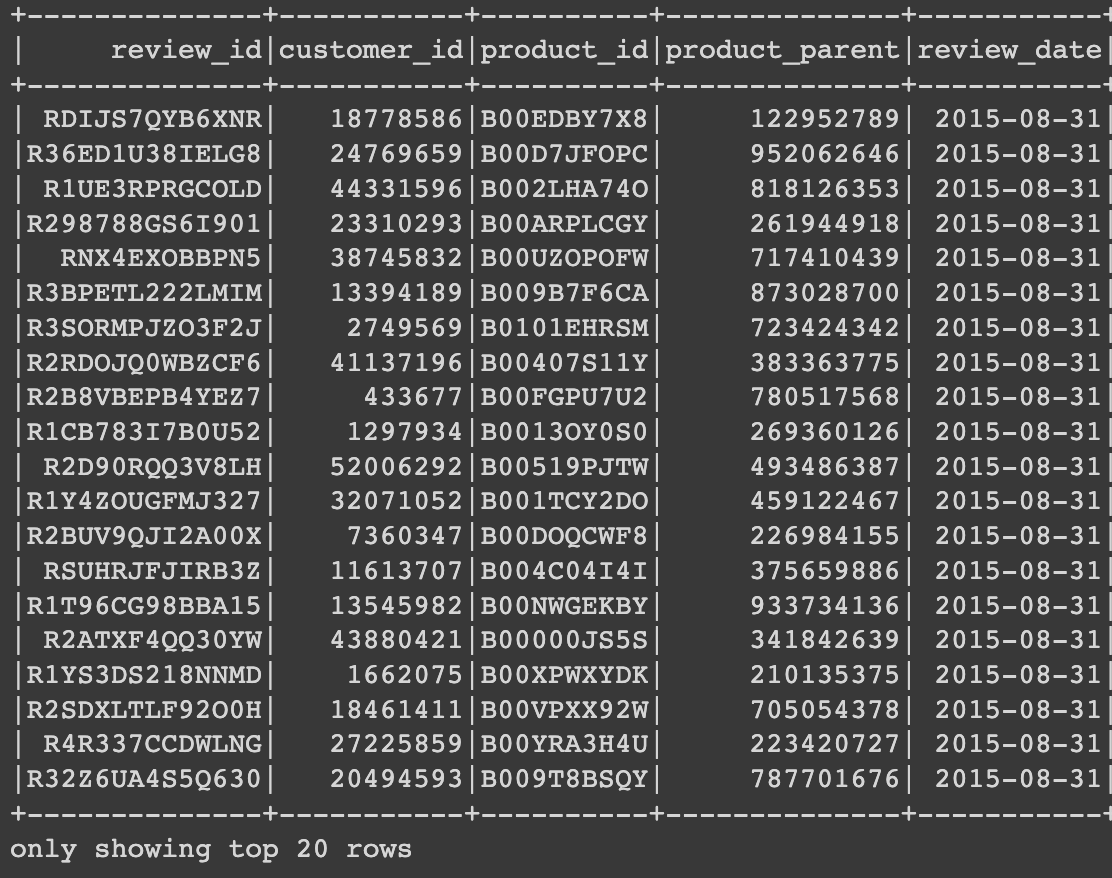 +--------------+-----------+----------+--------------+-----------+
|     review_id|customer_id|product_id|product_parent|review_date|
+--------------+-----------+----------+--------------+-----------+
| RDIJS7QYB6XNR|   18778586|B00EDBY7X8|     122952789| 2015-08-31|
|R36ED1U38IELG8|   24769659|B00D7JFOPC|     952062646| 2015-08-31|
| R1UE3RPRGCOLD|   44331596|B002LHA74O|     818126353| 2015-08-31|
|R298788GS6I901|   23310293|B00ARPLCGY|     261944918| 2015-08-31|
|  RNX4EXOBBPN5|   38745832|B00UZOPOFW|     717410439| 2015-08-31|
|R3BPETL222LMIM|   13394189|B009B7F6CA|     873028700| 2015-08-31|
|R3SORMPJZO3F2J|    2749569|B0101EHRSM|     723424342| 2015-08-31|
|R2RDOJQ0WBZCF6|   41137196|B00407S11Y|     383363775| 2015-08-31|
|R2B8VBEPB4YEZ7|     433677|B00FGPU7U2|     780517568| 2015-08-31|
|R1CB783I7B0U52|    1297934|B0013OY0S0|     269360126| 2015-08-31|
| R2D90RQQ3V8LH|   52006292|B00519PJTW|     493486387| 2015-08-31|
|R1Y4ZOUGFMJ327|   32071052|B001TCY2DO|     459122467| 2015-08-31|
|R2BUV9QJI2A00X|    7360347|B00DOQCWF8|     226984155| 2015-08-31|
| RSUHRJFJIRB3Z|   11613707|B004C04I4I|     375659886| 2015-08-31|
|R1T96CG98BBA15|   13545982|B00NWGEKBY|     933734136| 2015-08-31|
| R2ATXF4QQ30YW|   43880421|B00000JS5S|     341842639| 2015-08-31|
|R1YS3DS218NNMD|    1662075|B00XPWXYDK|     210135375| 2015-08-31|
|R2SDXLTLF92O0H|   18461411|B00VPXX92W|     705054378| 2015-08-31|
| R4R337CCDWLNG|   27225859|B00YRA3H4U|     223420727| 2015-08-31|
|R32Z6UA4S5Q630|   20494593|B009T8BSQY|     787701676| 2015-08-31|
+--------------+-----------+----------+--------------+-----------+
only showing top 20 rows